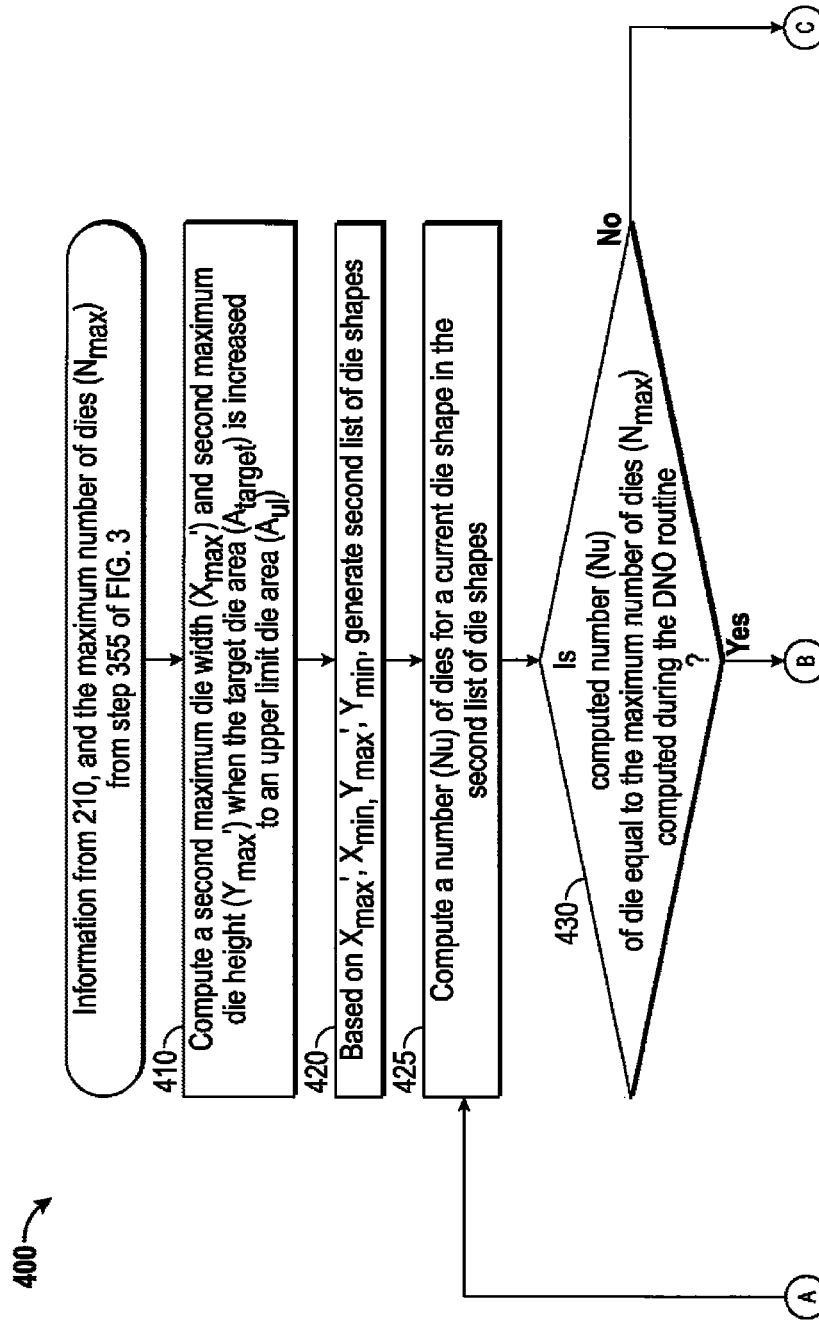 400
Information from 210, and the maximum number of dies (Nmax)
from step 355 of FIG. 3
410
Compute a second maximum die width (Xmax') and second maximum
die height (Ymax') when the target die area (Atarget) is increased
to an upper limit die area (Aul)
420
Based on Xmax', Xmin, Ymax', Ymin, generate second list of die shapes
425
Compute a number (Nu) of dies for a current die shape in the
second list of die shapes
430
Is
computed number (Nu)
of die equal to the maximum number of dies (Nmax)
computed during the DNO routine
?
No
Yes
A
B
C